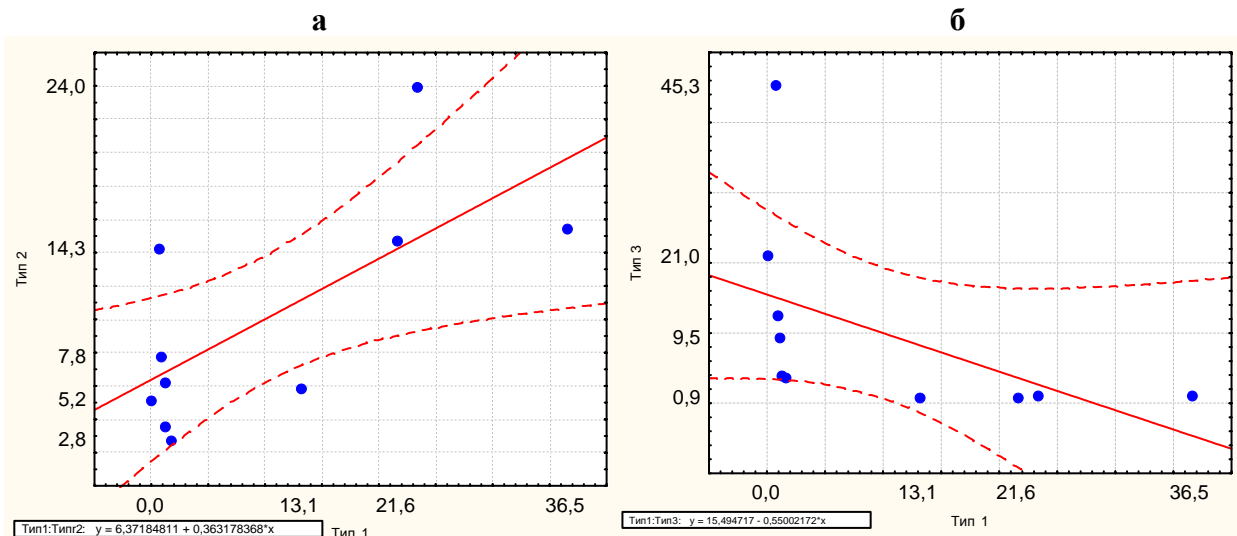 а
24,0
14,3
7,8
5,2
2,8
Тип 2
0,0 13,1 21,6 36,5
Тип1:Типг2: y = 6,37184811 + 0,363178368*x
Тип 1
б
45,3
21,0
9,5
0,9
Тип 3
0,0 13,1 21,6 36,5
Тип1:Тип3: y = 15,494717 - 0,55002172*x
Тип 1